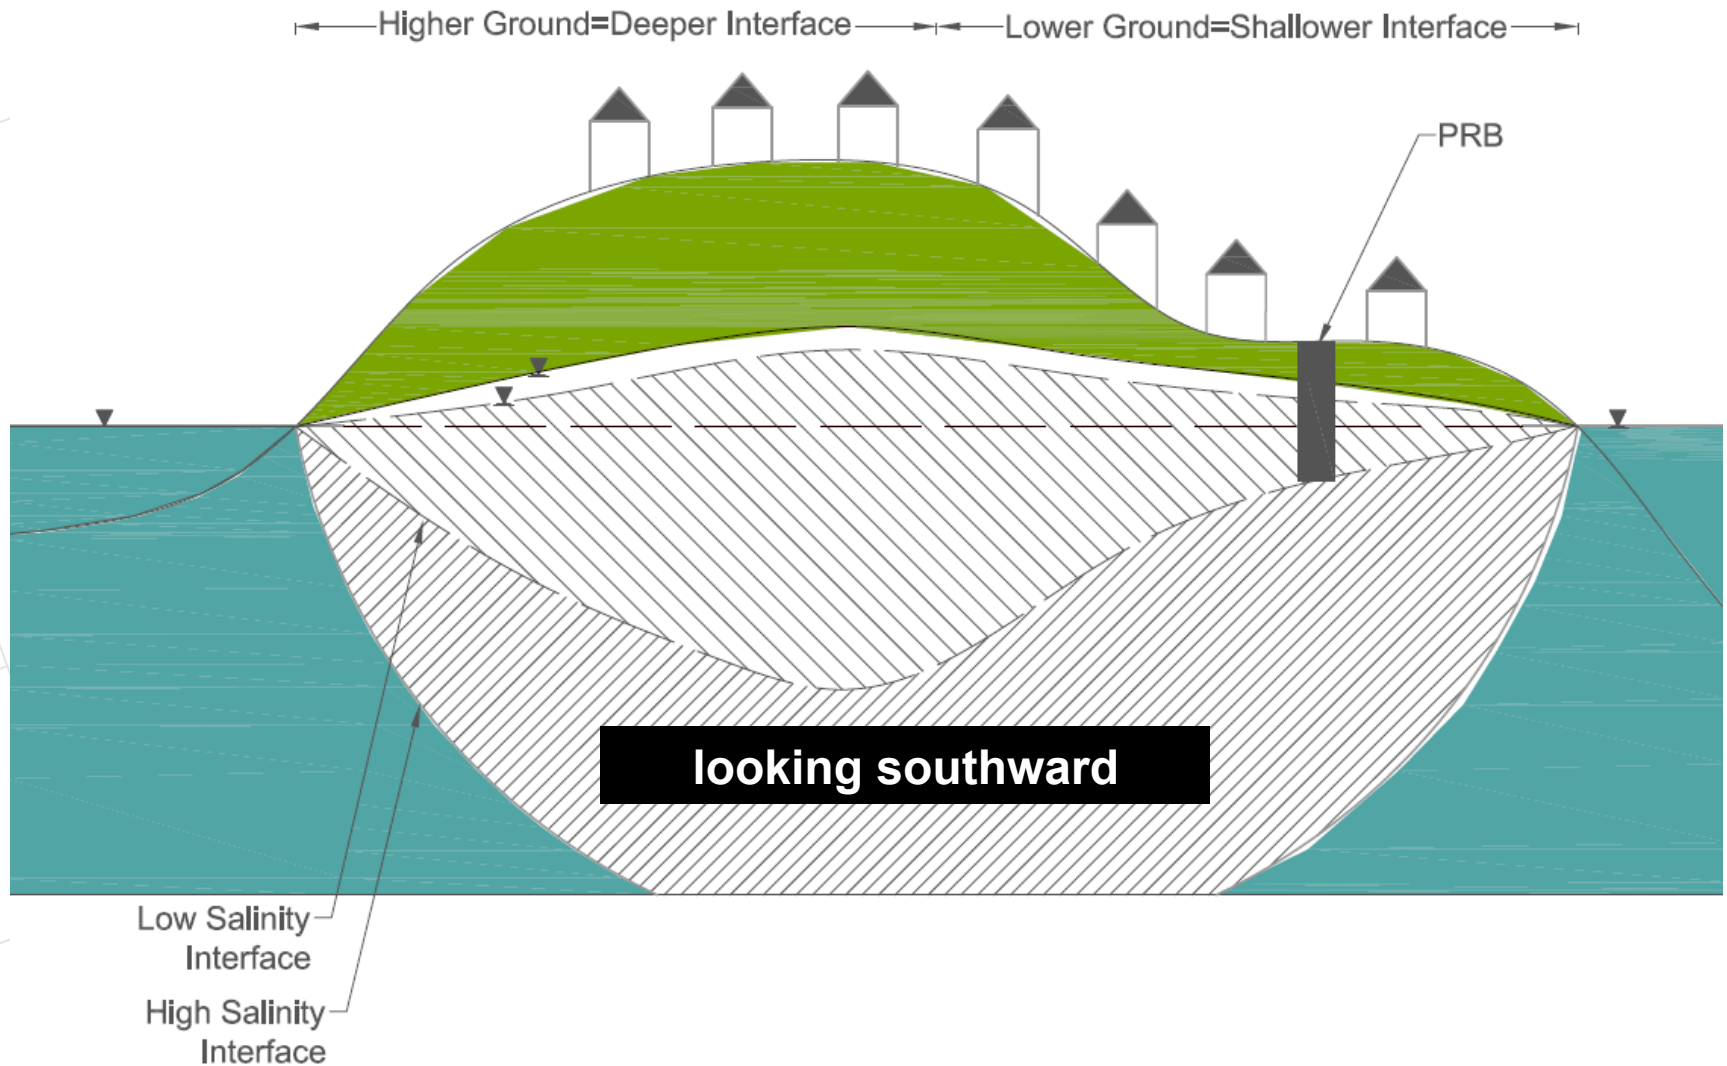 Higher Ground=Deeper Interface
Lower Ground=Shallower Interface
PRB
looking southward
Low Salinity
Interface
High Salinity
Interface